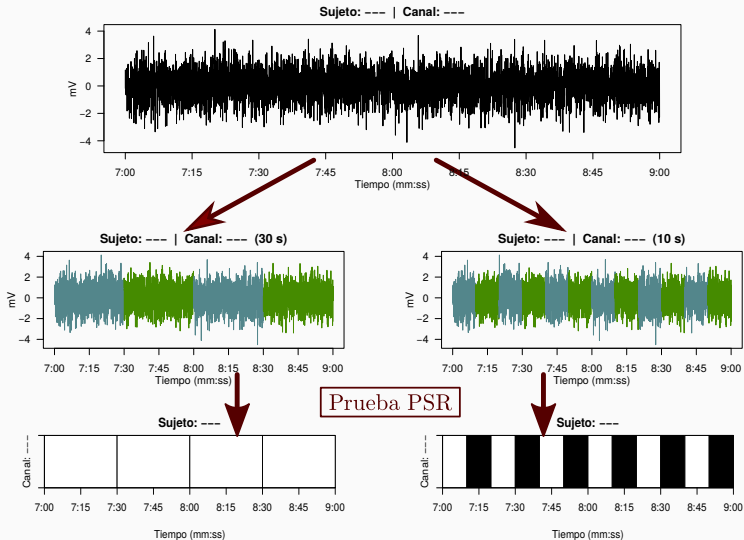 Sujeto: --- | Canal: ---
mV
4
2
0
−2
−4
7:00 7:15 7:30 7:45 8:00 8:15 8:30 8:45 9:00
Tiempo (mm:ss)
Sujeto: --- | Canal: --- (30 s)
mV
4
2
0
−2
−4
7:00 7:15 7:30 7:45 8:00 8:15 8:30 8:45 9:00
Tiempo (mm:ss)
Sujeto: --- | Canal: --- (10 s)
mV
4
2
0
−2
−4
7:00 7:15 7:30 7:45 8:00 8:15 8:30 8:45 9:00
Tiempo (mm:ss)
Prueba PSR
Sujeto: ---
Canal: ---
7:00 7:15 7:30 7:45 8:00 8:15 8:30 8:45 9:00
Tiempo (mm:ss)
Sujeto: ---
Canal: ---
7:00 7:15 7:30 7:45 8:00 8:15 8:30 8:45 9:00
Tiempo (mm:ss)